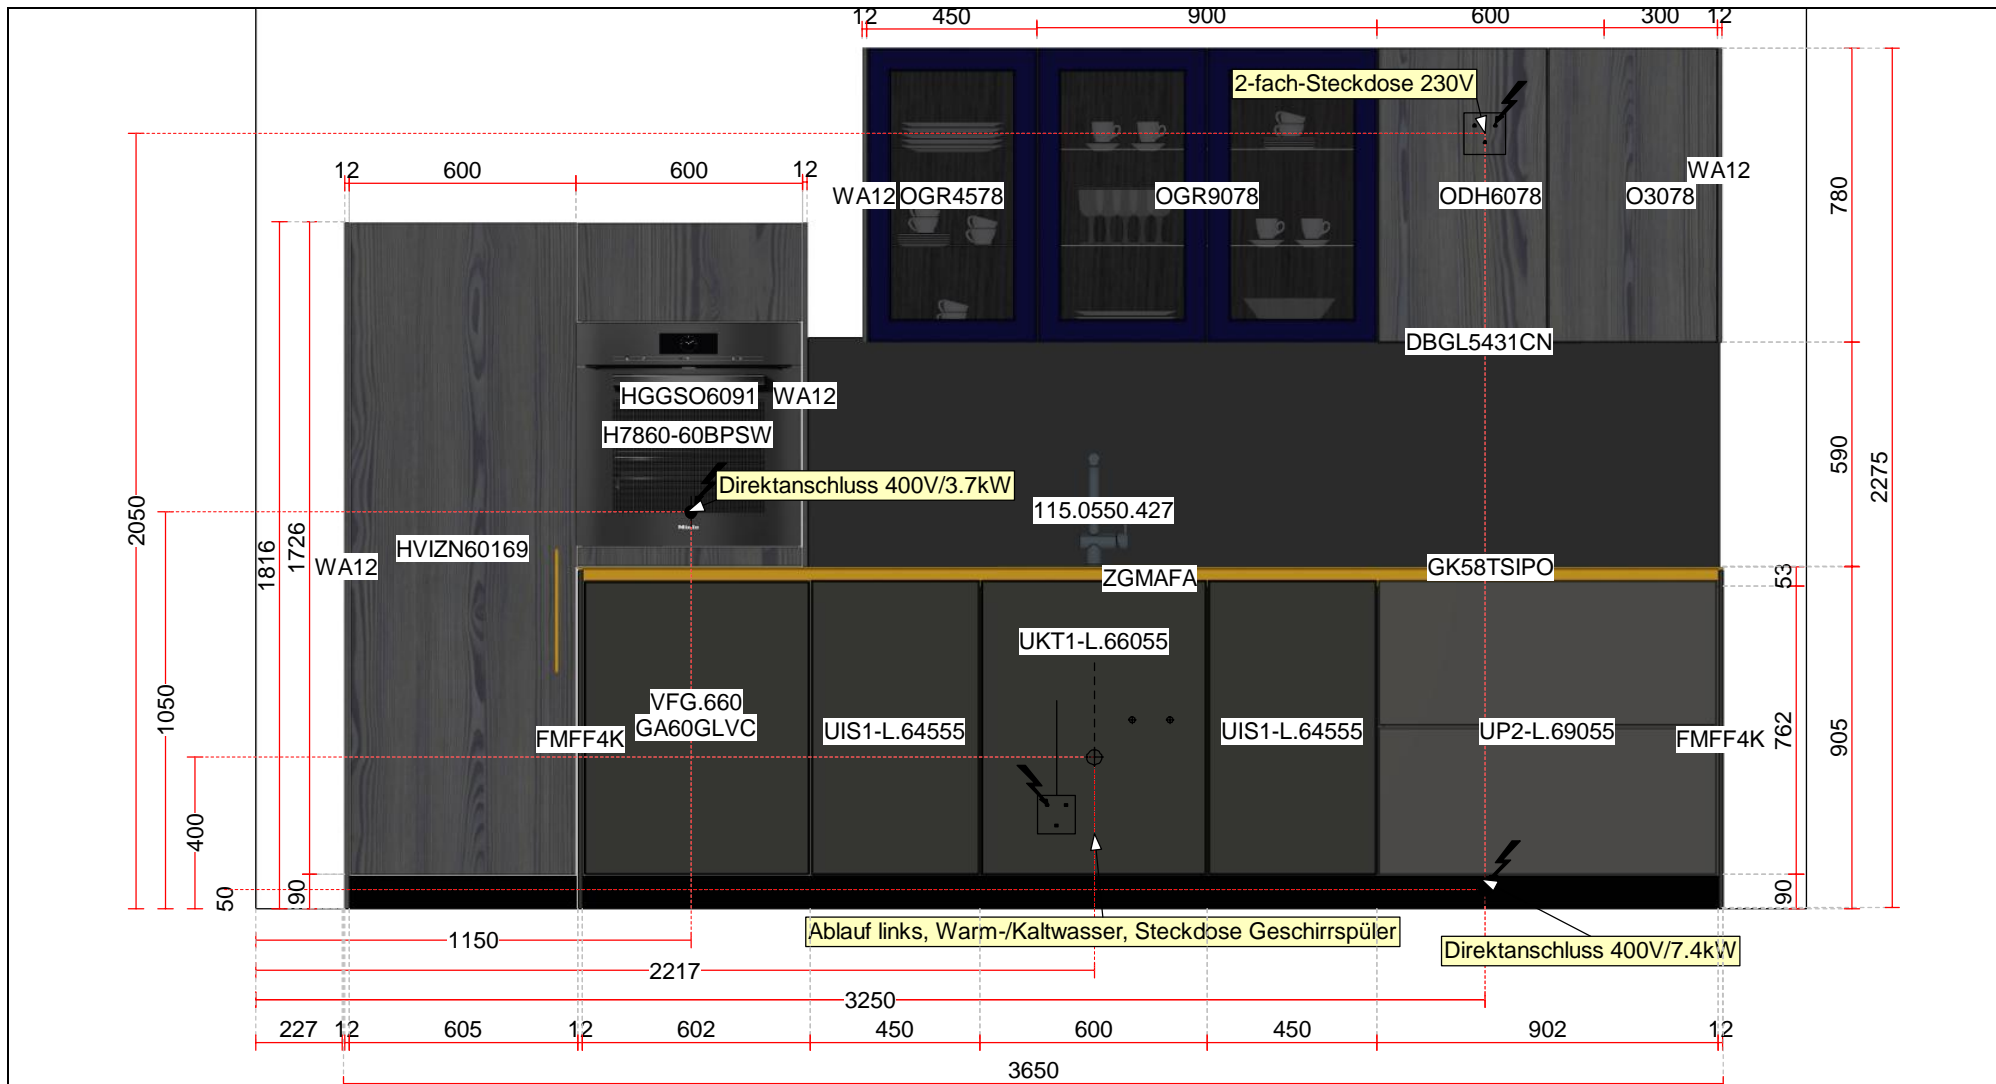 12
450
900
600
300
12
2-fach-Steckdose 230V
12
600
600
12
WA12
OGR4578
OGR9078
ODH6078
O3078
WA12
780
DBGL5431CN
HGGSO6091
WA12
H7860-60BPSW
Direktanschluss 400V/3.7kW
115.0550.427
590
2275
2050
1816
1726
WA12
HVIZN60169
Miele
ZGMAFA
GK58TSIPO
53
UKT1-L.66055
1050
VFG.660
GA60GLVC
FMFF4K
UIS1-L.64555
UIS1-L.64555
UP2-L.69055
FMFF4K
762
905
400
50
90
90
Ablauf links, Warm-/Kaltwasser, Steckdose Geschirrspüler
Direktanschluss 400V/7.4kW
1150
2217
3250
227
12
605
12
602
450
600
450
902
12
3650